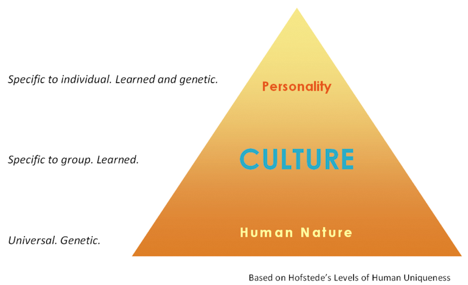 Specific to individual. Learned and genetic.
Personality
Specific to group. Learned.
CULTURE
Universal. Genetic.
Human Nature
Based on Hofstede's Levels of Human Uniqueness